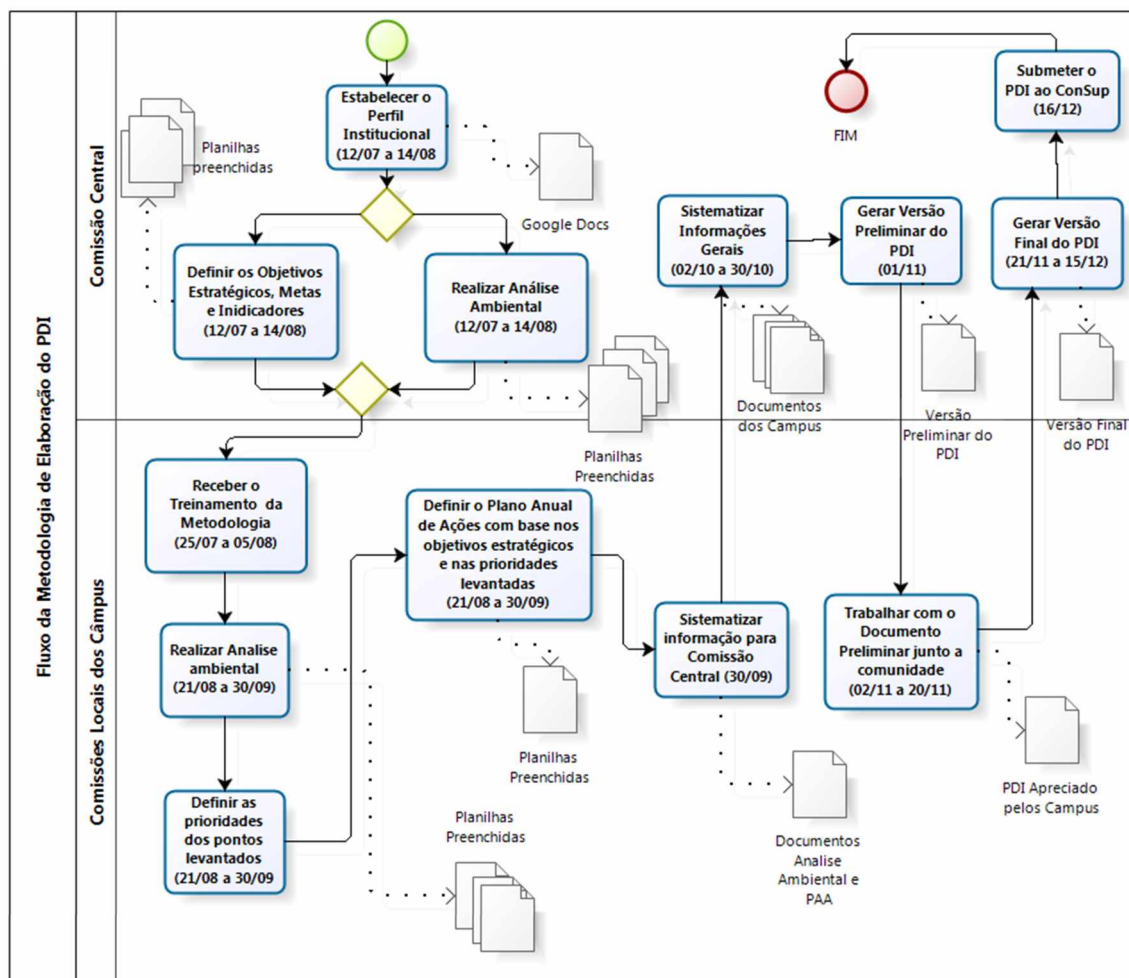 Fluxo da Metodologia de Elaboração do PDI
Comissão Central
Estabelecer o
Perfil
Institucional
(12/07 a 14/08
Planilhas
preenchidas
Google Docs
Definir os Objetivos
Estratégicos, Metas
e Inidicadores
(12/07 a 14/08)
Realizar Análise
Ambiental
(12/07 a 14/08)
Planilhas
Preenchidas
Sistematizar
Informações
Gerais
(02/10 a 30/10)
Documentos
dos Campus
Gerar Versão
Preliminar do
PDI
(01/11)
Versão
Preliminar do
PDI
Gerar Versão
Final do PDI
(21/11 a 15/12)
Versão Final
do PDI
Submeter o
PDI ao ConSup
(16/12)
FIM
Comissões Locais dos Câmpus
Receber o
Treinamento da
Metodologia
(25/07 a 05/08)
Realizar Analise
ambiental
(21/08 a 30/09)
Definir as
prioridades
dos pontos
levantados
(21/08 a 30/09
Planilhas
Preenchidas
Definir o Plano Anual
de Ações com base nos
objetivos estratégicos
e nas prioridades
levantadas
(21/08 a 30/09)
Planilhas
Preenchidas
Sistematizar
informação para
Comissão
Central (30/09)
Documentos
Analise
Ambiental e
PAA
Trabalhar com o
Documento
Preliminar junto a
comunidade
(02/11 a 20/11)
PDI Apreciado
pelos Campus